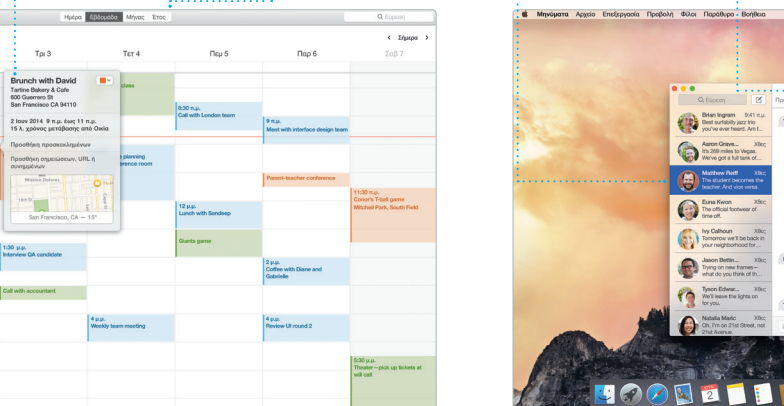 Ημέρα Εβδομάδα Μήνας Έτος
Εύρεση
< Σήμερα >
Τρι 3 Τετ 4 Πεμ 5 Παρ 6 Σαβ 7
Brunch with David
Tartine Bakery & Cafe
600 Guerrero St
San Francisco CA 94110
2 Ιουν 2014 9 π.μ. έως 11 π.μ.
15 λ. χρόνος μετάβασης από Οικία
Προσθήκη προσκεκλημένων
Προσθήκη σημειώσεων, URL ή
συνημμένων
Mission Dolores
San Francisco, CA — 15°
class
planning
rence room
8:30 π.μ.
Call with London team
9 π.μ.
Meet with interface design team
Parent-teacher conference
11:30 π.μ.
Conor's T-ball game
Mitchell Park, South Field
12 μ.μ.
Lunch with Sandeep
Giants game
1:30 μ.μ.
Interview QA candidate
2 μ.μ.
Coffee with Diane and
Gabrielle
Call with accountant
4 μ.μ.
Weekly team meeting
4 μ.μ.
Review UI round 2
5:30 μ.μ.
Theater—pick up tickets at
will call
Μηνύματα Αρχείο Επεξεργασία Προβολή Φίλοι Παράθυρο Βοήθεια
Εύρεση
Brian Ingram 9:41 π.μ.
Best surfabilly jazz trio
you've ever heard. Am I...
Aaron Grave... Χθες
It's 269 miles to Vegas.
We've got a full tank of...
Matthew Reiff Χθες
The student becomes the
teacher. And vice versa.
Euna Kwon Χθες
The official footwear of
time off.
Ivy Calhoun Χθες
Tomorrow we'll be back in
your neighborhood for...
Jason Bettin... Χθες
Trying on new frames—
what do you think of th...
Tyson Edwar... Χθες
We'll leave the lights on
for you.
Natalia Maric Χθες
Oh, I'm on 21st Street, not
21st Avenue.
2